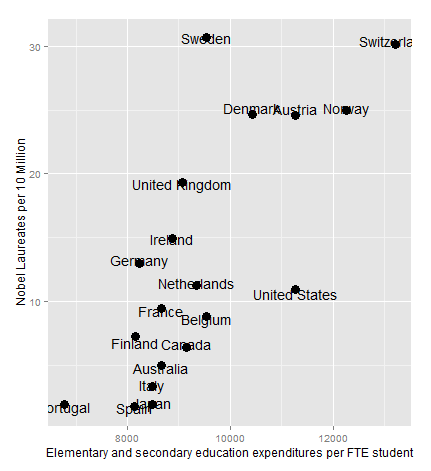 30
20
10
Nobel Laureates per 10 Million
Sweden
Switzerla
Denmark
Austria
Norway
United Kingdom
Ireland
Germany
Netherlands
United States
France
Belgium
Finland
Canada
Australia
Italy
ortugal
Spain
Japan
8000
10000
12000
Elementary and secondary education expenditures per FTE student